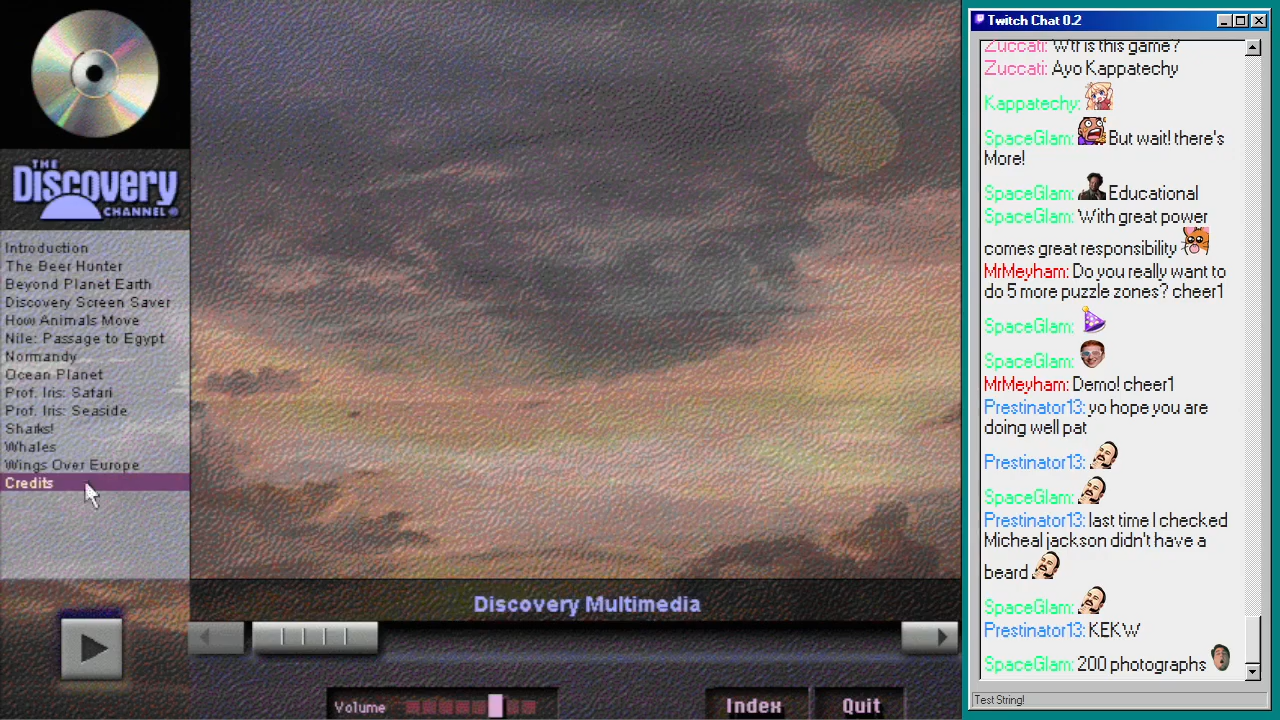 THE
Discovery
CHANNEL
Introduction
The Beer Hunter
Beyond Planet Earth
Discovery Screen Saver
How Animals Move
Nile: Passage to Egypt
Normandy
Ocean Planet
Prof. Iris: Safari
Prof. Iris: Seaside
Sharks!
Whales
Wings Over Europe
Credits
Discovery Multimedia
Volume
Index
Quit
Twitch Chat 0.2
Zuccati: Wtf is this game?
Zuccati: Ayo Kappatechy
Kappatechy:
SpaceGlam: But wait! there's
More!
SpaceGlam: Educational
SpaceGlam: With great power
comes great responsibility
MrMeyham: Do you really want to
do 5 more puzzle zones? cheer1
SpaceGlam:
SpaceGlam:
MrMeyham: Demo! cheer1
Prestinator13: yo hope you are
doing well pat
Prestinator13:
SpaceGlam:
Prestinator13: last time I checked
Micheal jackson didn't have a
beard
SpaceGlam:
Prestinator13: KEKW
SpaceGlam: 200 photographs
Test String!